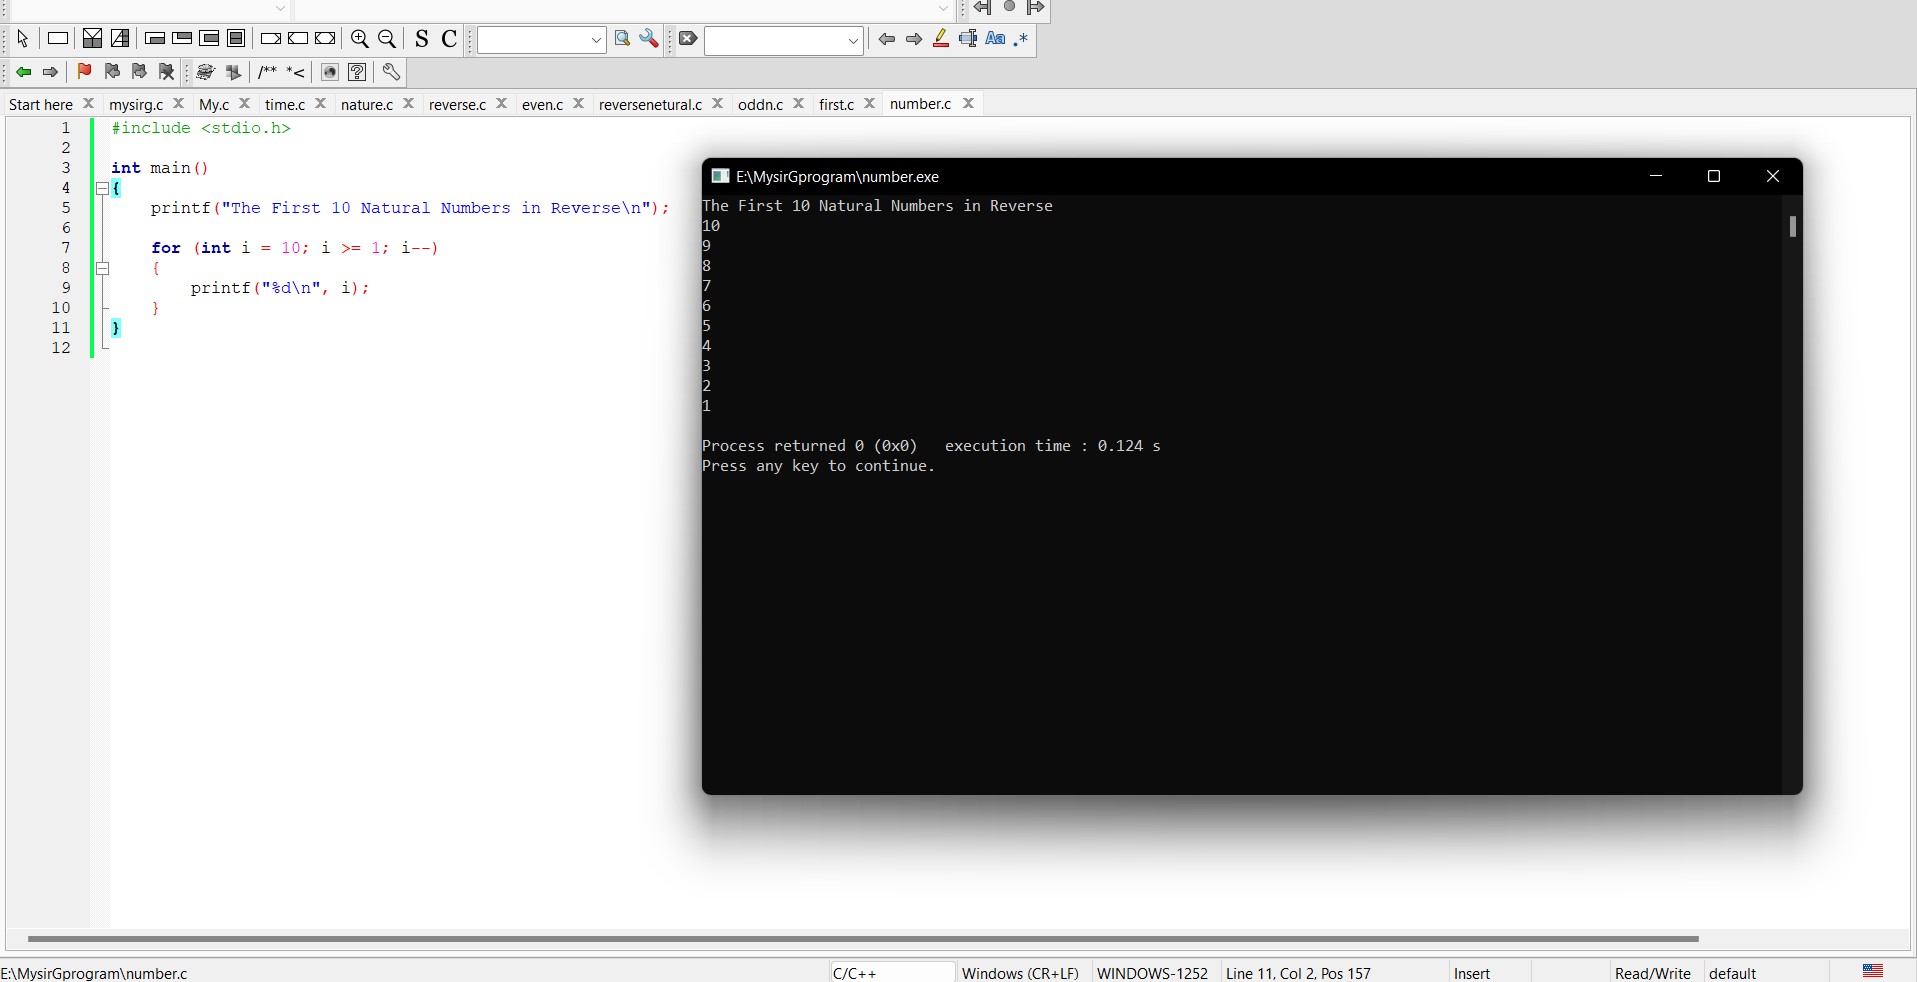 S C
Aa .*
/** *<
Start here mysirg.c My.c time.c nature.c reverse.c even.c reversenetural.c oddn.c first.c number.c
1 #include <stdio.h>
2
3 int main()
4 {
5 printf("The First 10 Natural Numbers in Reverse\n");
6
7 for (int i = 10; i >= 1; i--)
8 {
9 printf("%d\n", i);
10 }
11 }
12
E:\MysirGprogram\number.exe
The First 10 Natural Numbers in Reverse
10
9
8
7
6
5
4
3
2
1
Process returned 0 (0x0) execution time : 0.124 s
Press any key to continue.
E:\MysirGprogram\number.c C/C++ Windows (CR+LF) WINDOWS-1252 Line 11, Col 2, Pos 157 Insert Read/Write default